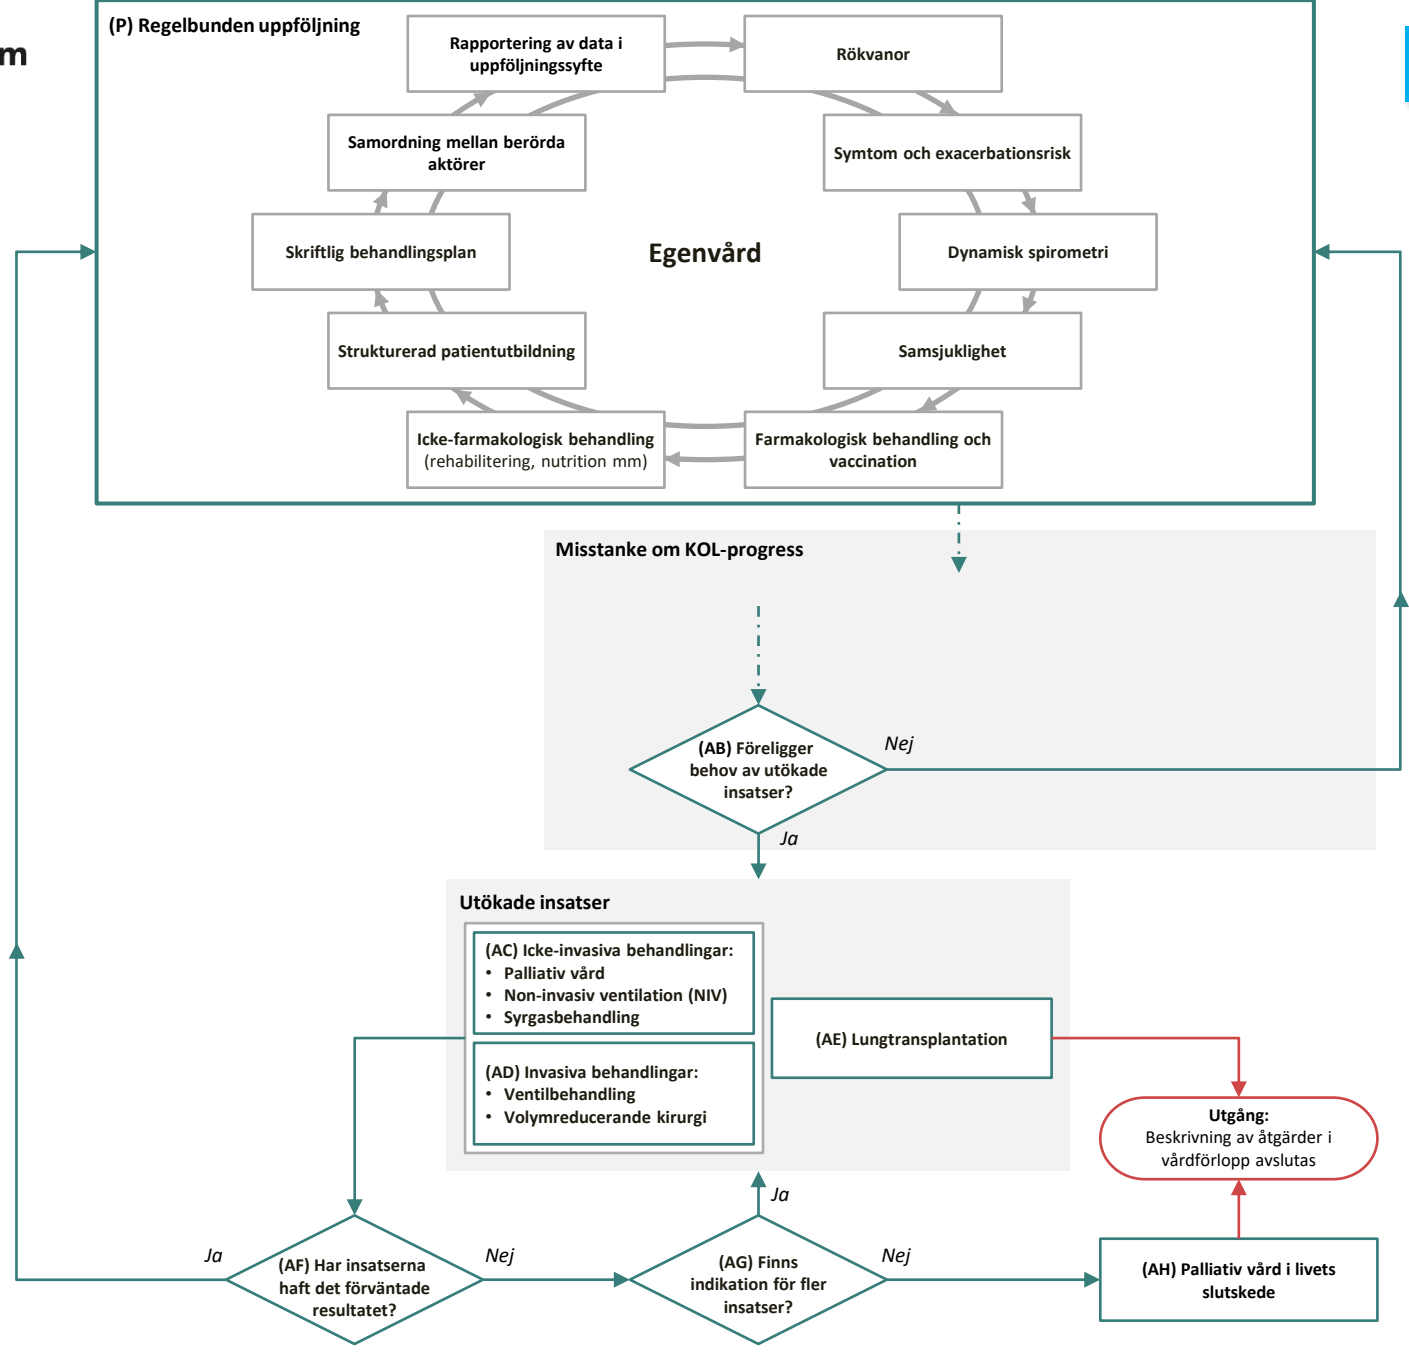 m
(P) Regelbunden uppföljning
Rapportering av data i
uppföljningssyfte
Rökvanor
Samordning mellan berörda
aktörer
Symtom och exacerbationsrisk
Skriftlig behandlingsplan
Egenvård
Dynamisk spirometri
Strukturerad patientutbildning
Samsjuklighet
Icke-farmakologisk behandling
(rehabilitering, nutrition mm)
Farmakologisk behandling och
vaccination
Misstanke om KOL-progress
(AB) Föreligger
behov av utökade
insatser?
Nej
Ja
Utökade insatser
(AC) Icke-invasiva behandlingar:
• Palliativ vård
• Non-invasiv ventilation (NIV)
• Syrgasbehandling
(AD) Invasiva behandlingar:
• Ventilbehandling
• Volymreducerande kirurgi
(AE) Lungtransplantation
Utgång:
Beskrivning av åtgärder i
vårdförlopp avslutas
Ja
(AF) Har insatserna
haft det förväntade
resultatet?
Nej
Ja
(AG) Finns
indikation för fler
insatser?
Nej
(AH) Palliativ vård i livets
slutskede